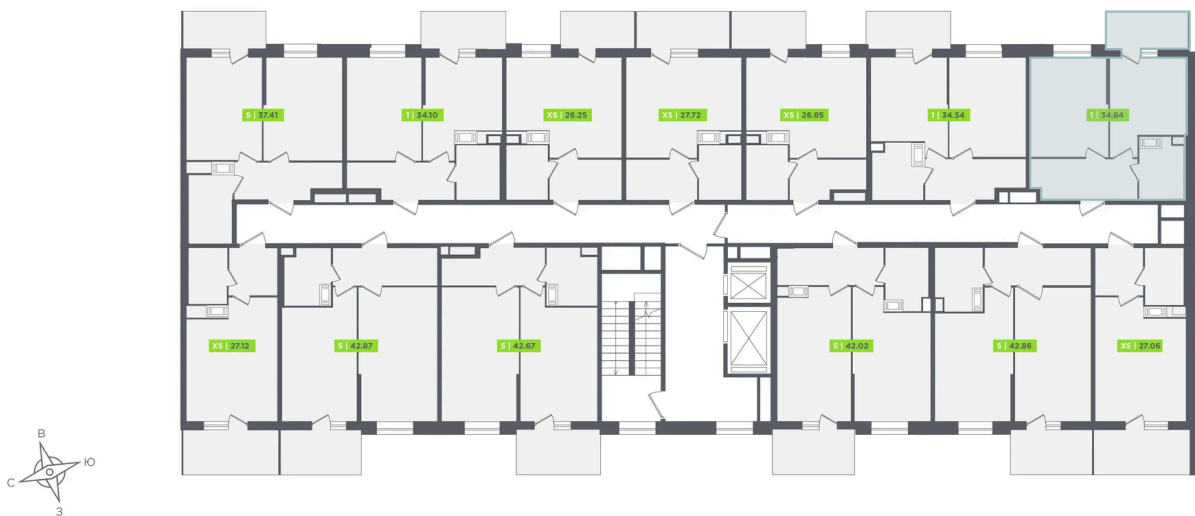 S | 37.41
1 | 34.10
XS | 26.25
XS | 27.72
XS | 26.85
1 | 34.54
1 | 34.84
XS | 27.12
S | 42.87
S | 42.67
S | 42.02
S | 42.86
XS | 27.06
В
Ю
С
З